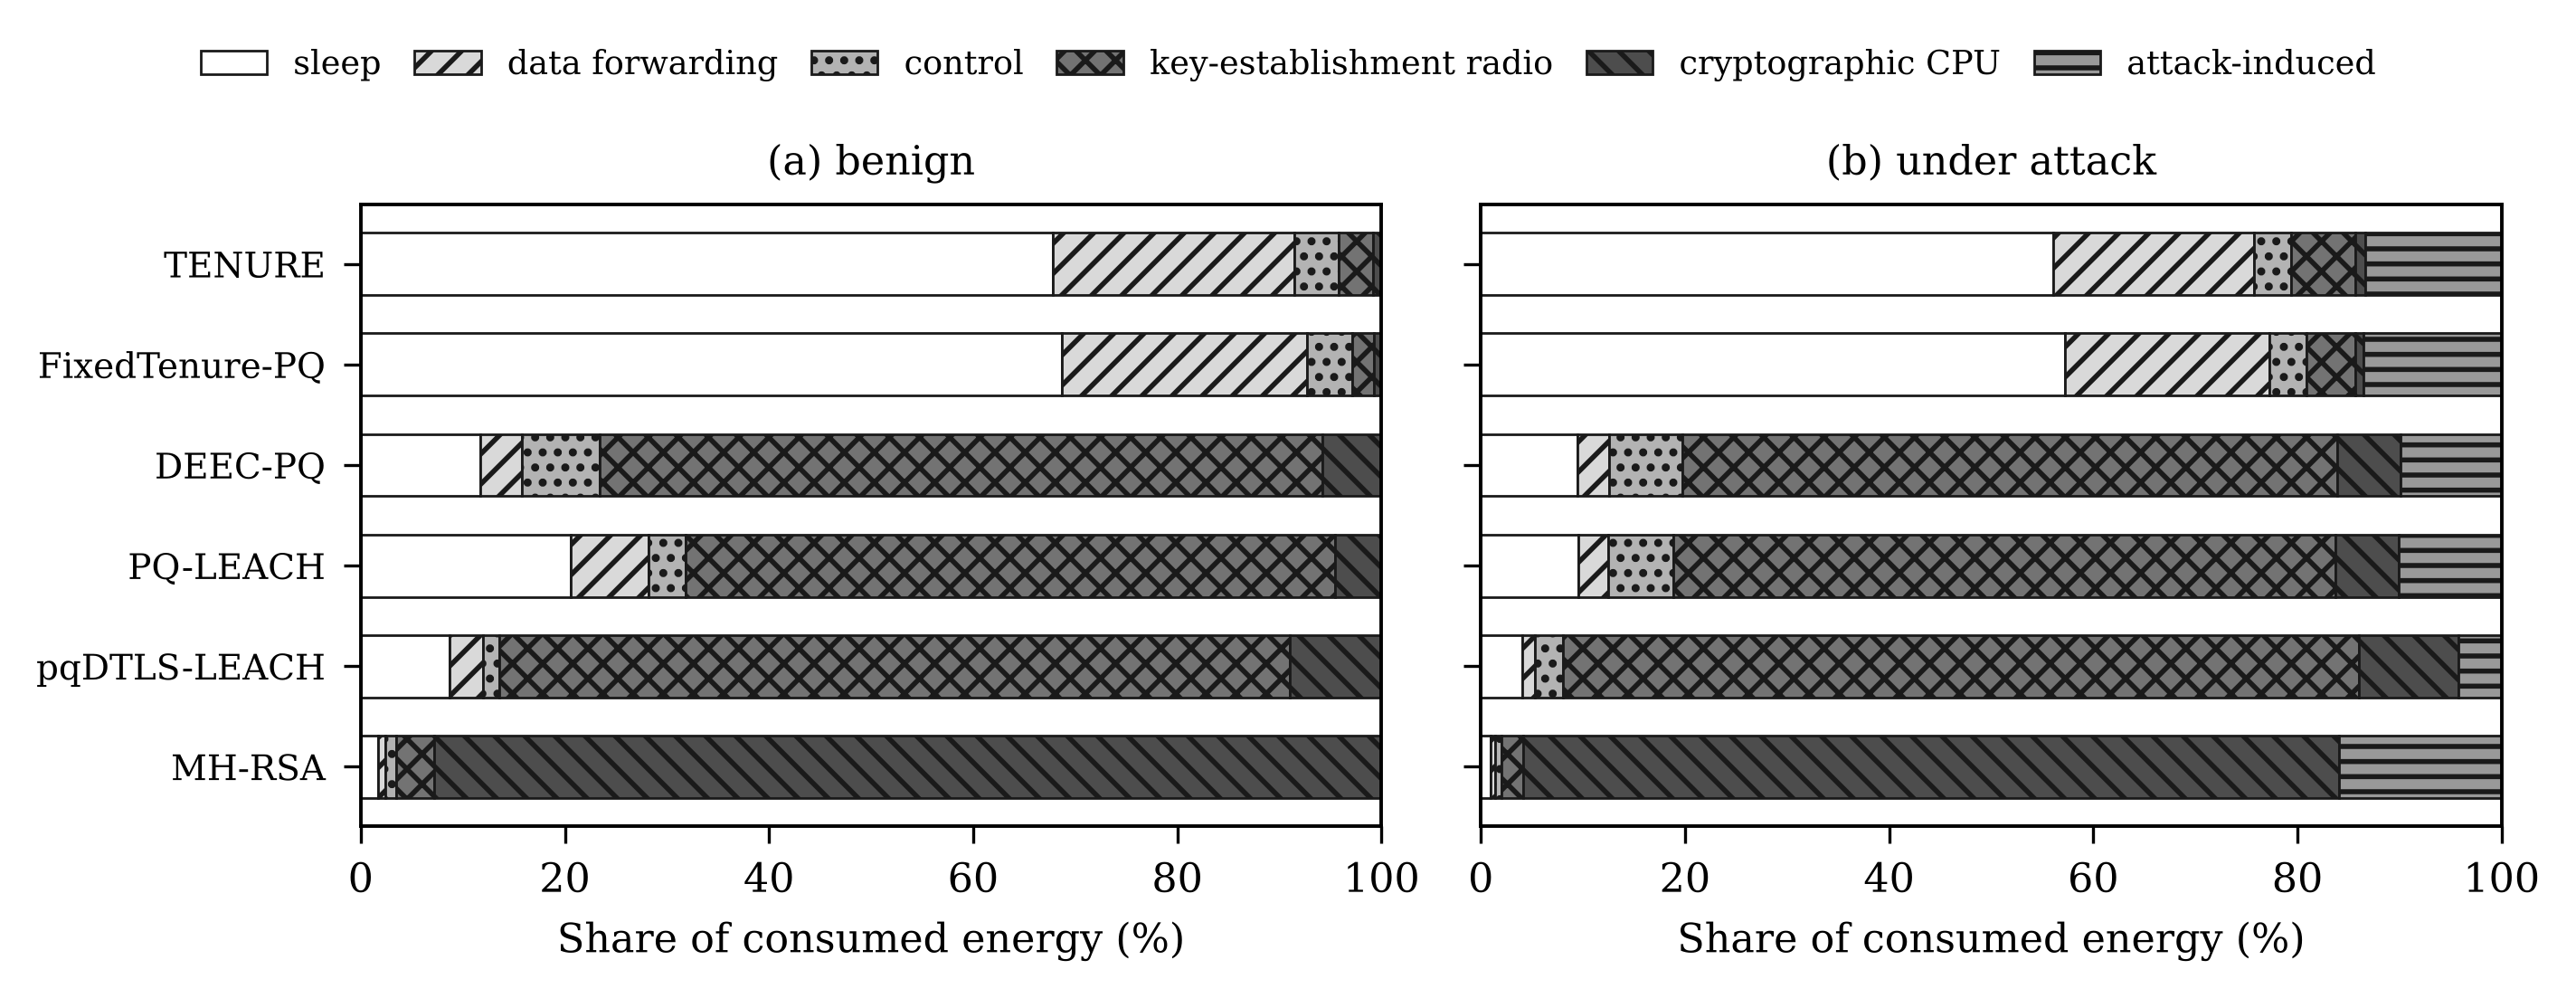 sleep data forwarding control key-establishment radio cryptographic CPU attack-induced
(a) benign (b) under attack
TENURE
FixedTenure-PQ
DEEC-PQ
PQ-LEACH
pqDTLS-LEACH
MH-RSA
0 20 40 60 80 100 0 20 40 60 80 100
Share of consumed energy (%) Share of consumed energy (%)